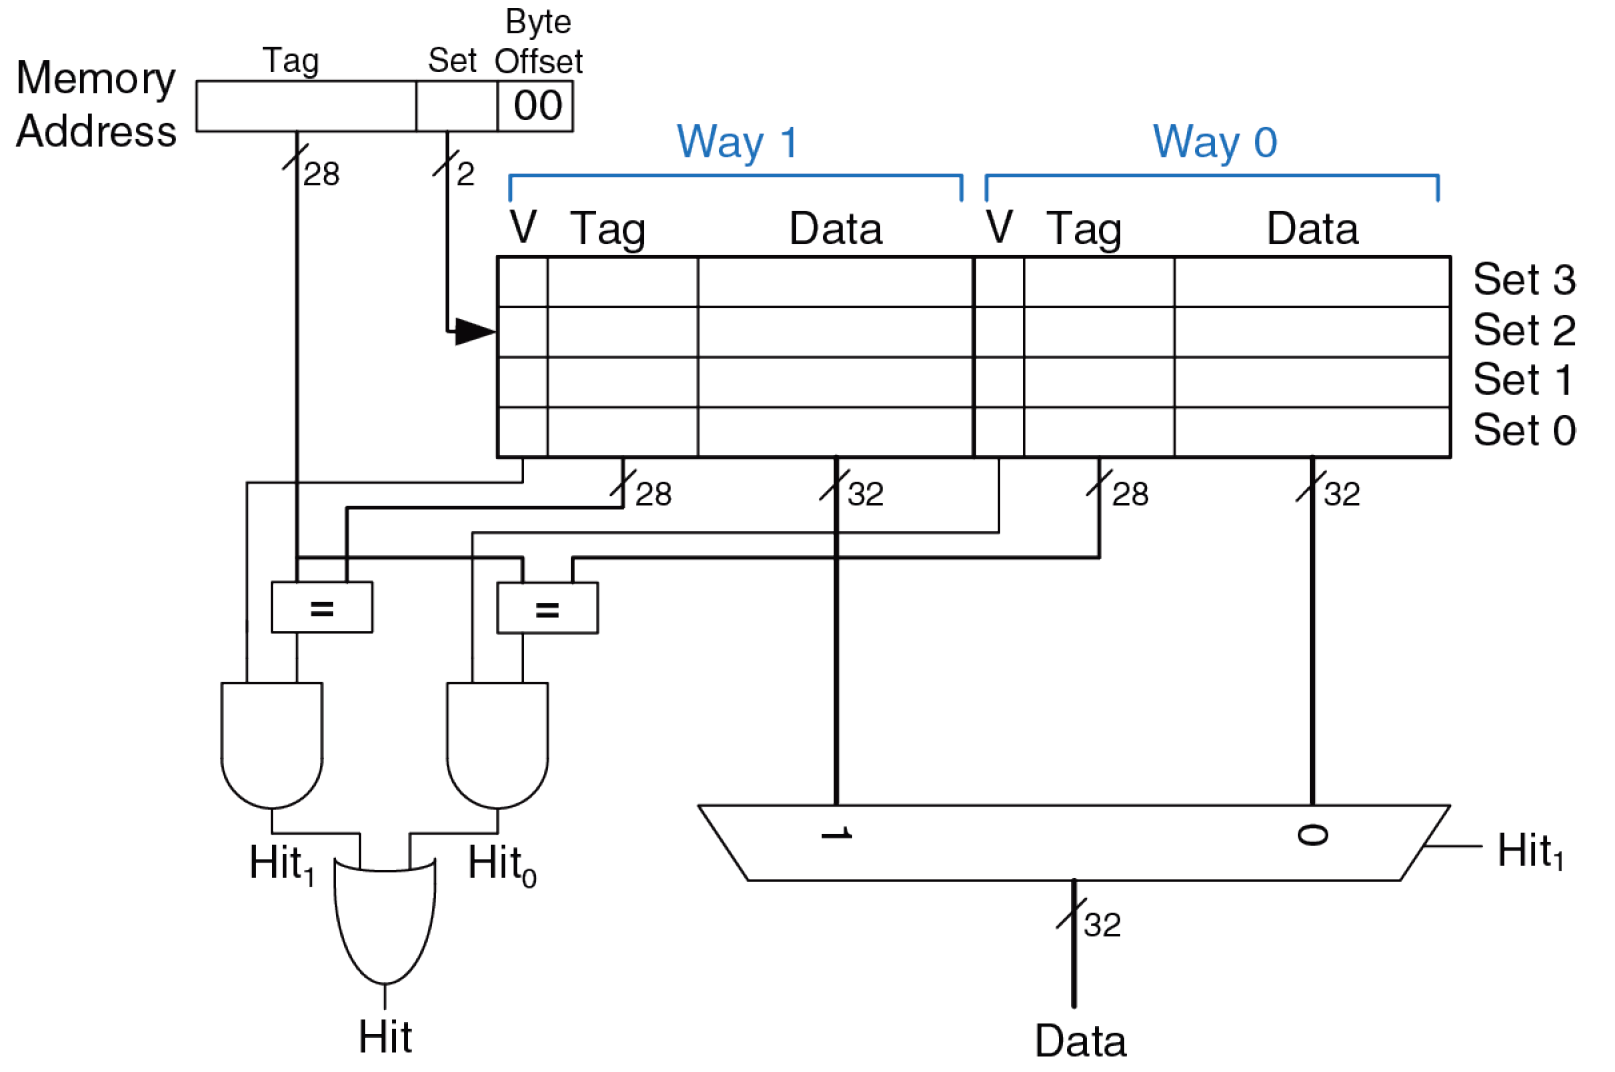 Memory
Address
Tag
Set
Byte
Offset
00
28
2
Way 1
Way 0
V
Tag
Data
V
Tag
Data
Set 3
Set 2
Set 1
Set 0
28
32
28
32
=
=
1
0
Hit1
Hit0
Hit1
32
Hit
Data